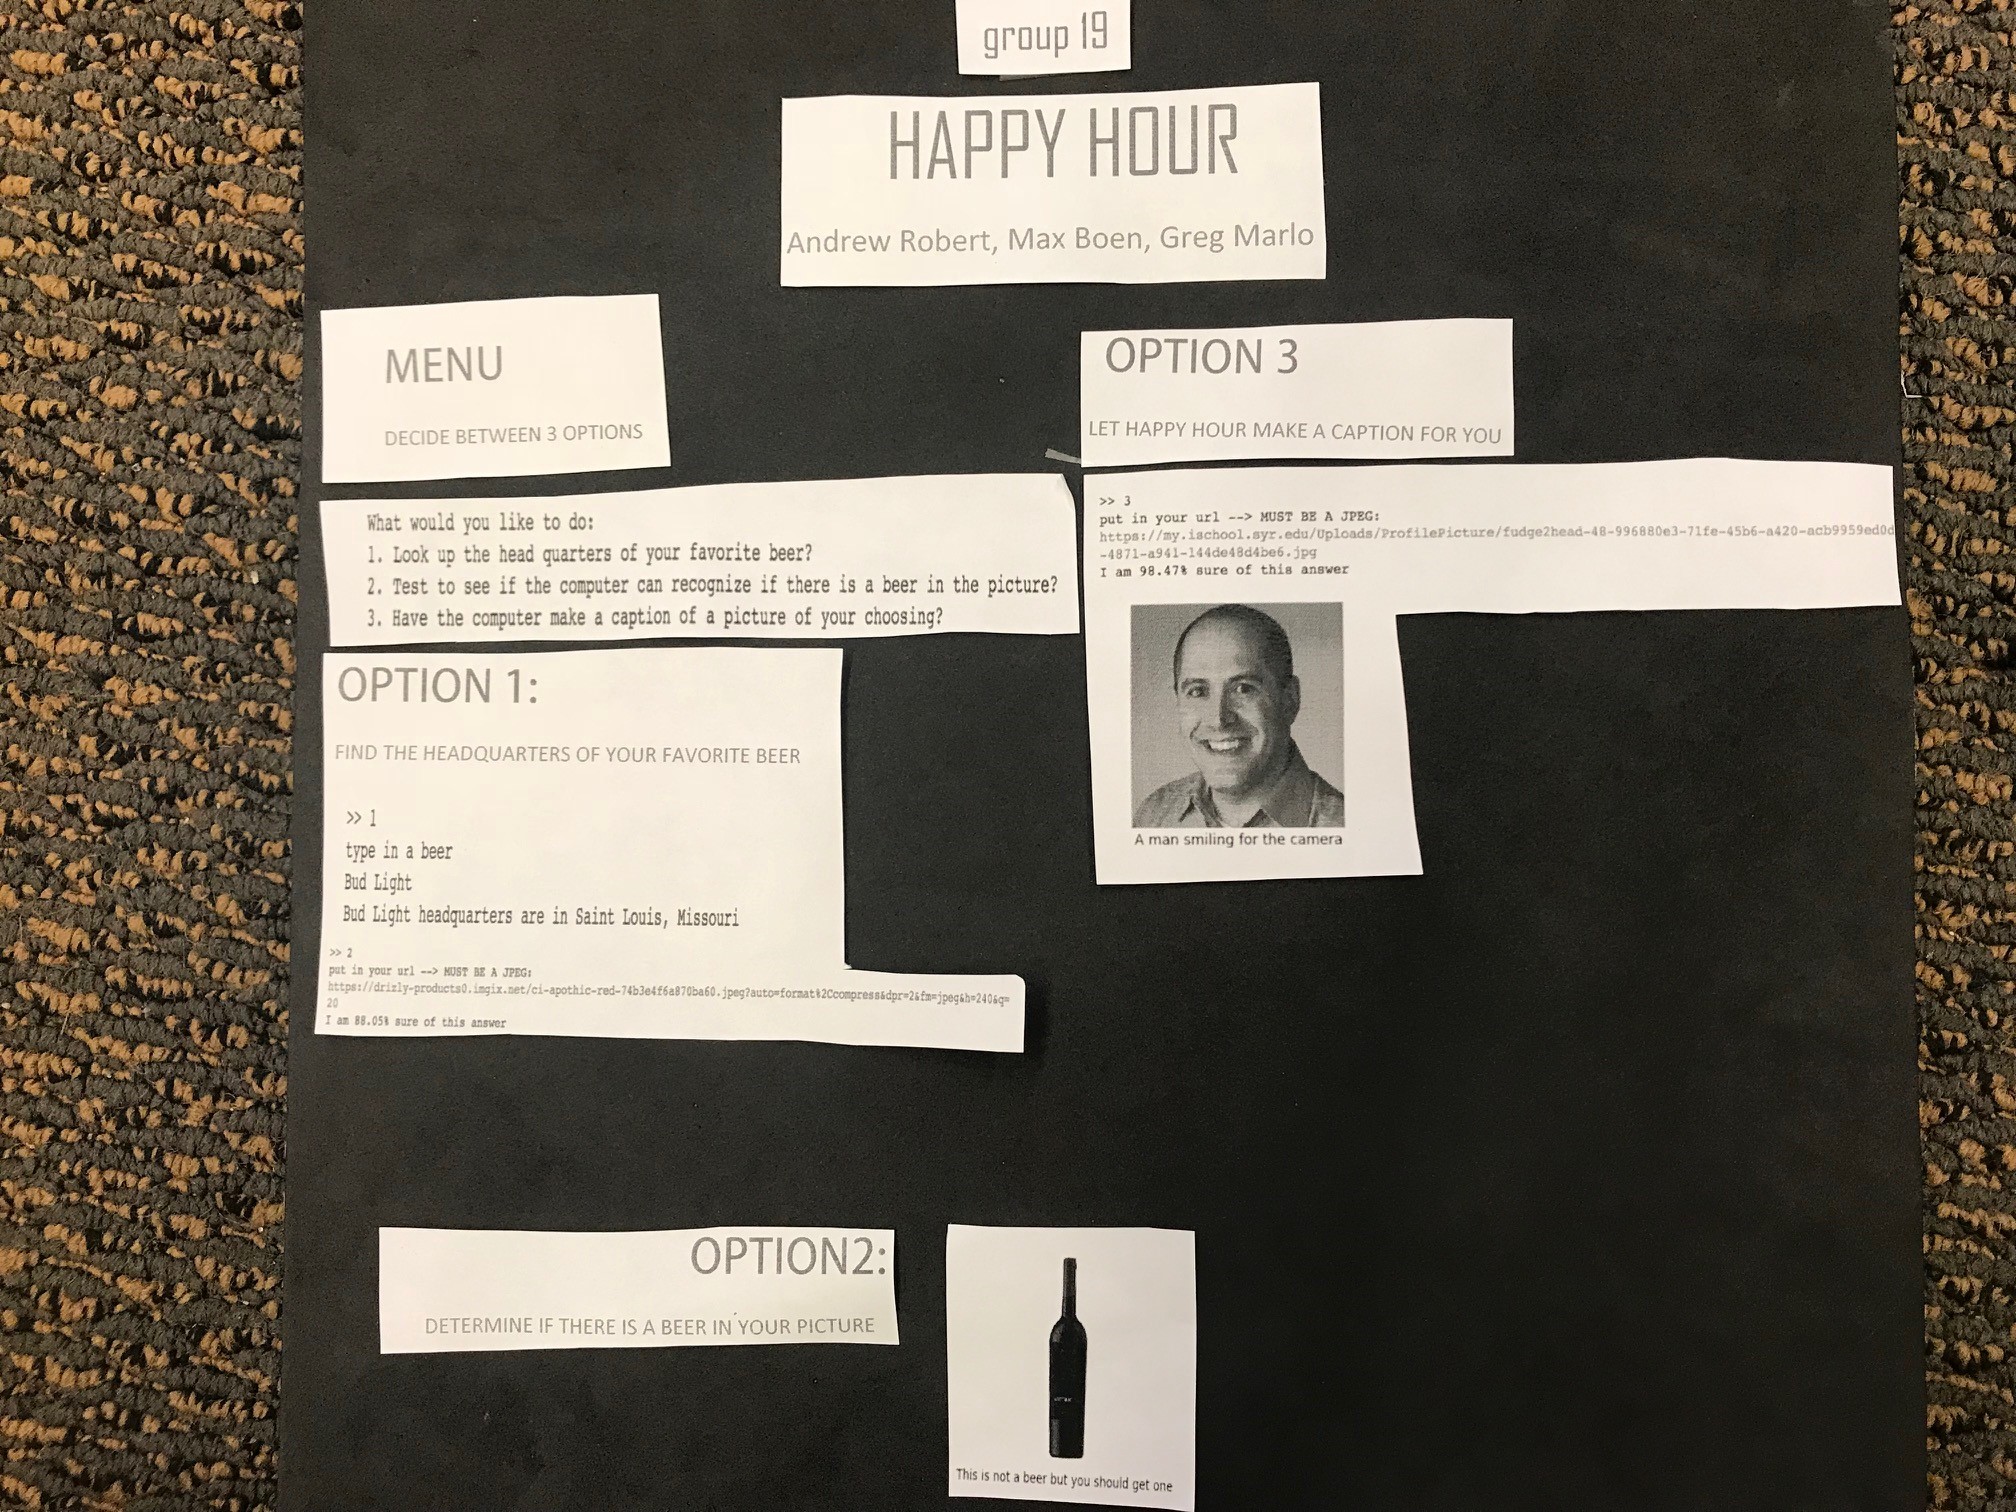 group 19
HAPPY HOUR
Andrew Robert, Max Boen, Greg Marlo
MENU
DECIDE BETWEEN 3 OPTIONS
What would you like to do:
1. Look up the head quarters of your favorite beer?
2. Test to see if the computer can recognize if there is a beer in the picture?
3. Have the computer make a caption of a picture of your choosing?
OPTION 1:
FIND THE HEADQUARTERS OF YOUR FAVORITE BEER
>> 1
type in a beer
Bud Light
Bud Light headquarters are in Saint Louis, Missouri
>> 2
put in your url --> MUST BE A JPEG:
https://drizly-products0.imgix.net/ci-apothic-red-74b3e4f6a870ba60.jpeg?auto=format%2Ccompress&dpr=2&fm=jpeg&h=240&q=
20
I am 88.05% sure of this answer
OPTION 3
LET HAPPY HOUR MAKE A CAPTION FOR YOU
>> 3
put in your url --> MUST BE A JPEG:
https://my.ischool.syr.edu/Uploads/ProfilePicture/fudge2head-48-996880e3-71fe-45b6-a420-acb9959ed0d
-4871-a941-144de48d4be6.jpg
I am 98.47% sure of this answer
A man smiling for the camera
OPTION2:
DETERMINE IF THERE IS A BEER IN YOUR PICTURE
This is not a beer but you should get one